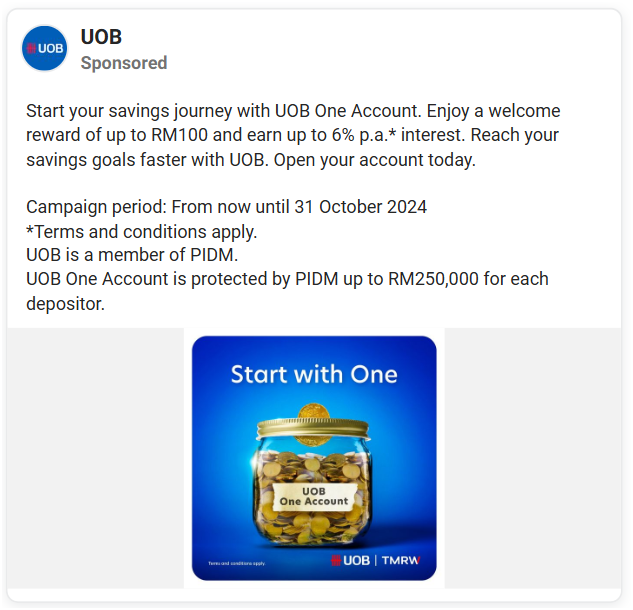 UOB
UOB
Sponsored
Start your savings journey with UOB One Account. Enjoy a welcome
reward of up to RM100 and earn up to 6% p.a.* interest. Reach your
savings goals faster with UOB. Open your account today.
Campaign period: From now until 31 October 2024
*Terms and conditions apply.
UOB is a member of PIDM.
UOB One Account is protected by PIDM up to RM250,000 for each
depositor.
Start with One
UOB
One Account
Terms and conditions apply
UOB | TMRW